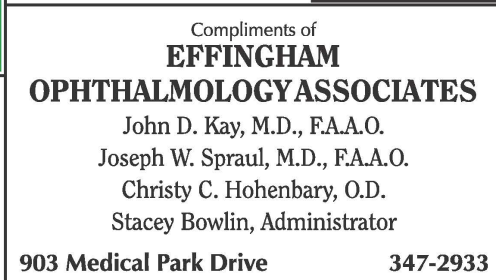 Compliments of
EFFINGHAM
OPHTHALMOLOGY ASSOCIATES
John D. Kay, M.D., F.A.A.O.
Joseph W. Spraul, M.D., F.A.A.O.
Christy C. Hohenbary, O.D.
Stacey Bowlin, Administrator
903 Medical Park Drive 347-2933